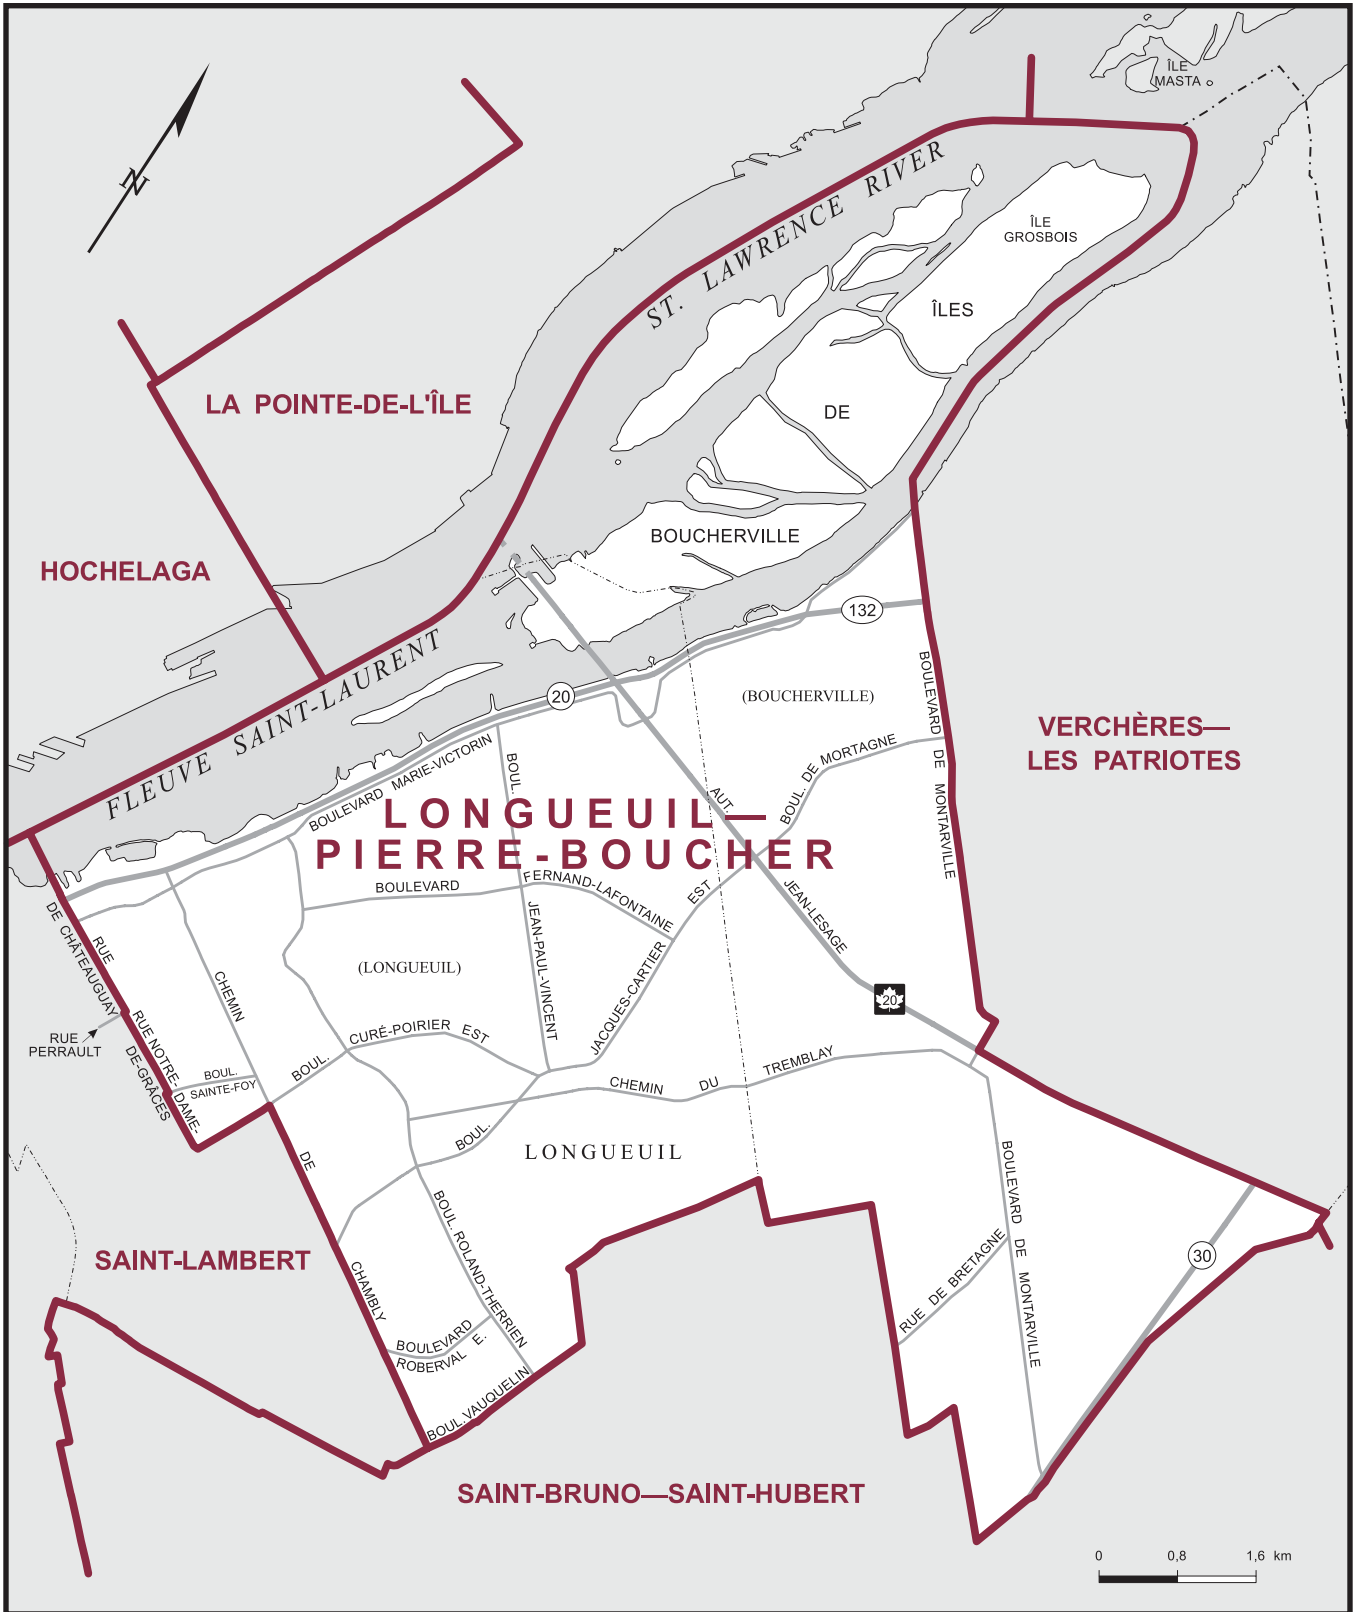 ÎLE
MASTA
N
ST. LAWRENCE RIVER
ÎLE
GROSBOIS
ÎLES
LA POINTE-DE-L'ÎLE
DE
BOUCHERVILLE
HOCHELAGA
132
FLEUVE SAINT-LAURENT
20
(BOUCHERVILLE)
BOULEVARD DE MONTARVILLE
VERCHÈRES—
LES PATRIOTES
BOULEVARD MARIE-VICTORIN
BOUL.
JEAN-PAUL-VINCENT
BOUL. DE MORTAGNE
AUT.
JEAN-LESAGE
LONGUEUIL—
PIERRE-BOUCHER
BOULEVARD
FERNAND-LAFONTAINE
RUE
DE CHÂTEAUGUAY
CHEMIN
(LONGUEUIL)
BOUL.
JACQUES-CARTIER
EST
20
RUE
PERRAULT
RUE NOTRE-DAME-
DE-GRÂCES
BOUL.
SAINTE-FOY
BOUL.
CURÉ-POIRIER EST
CHEMIN DU TREMBLAY
LONGUEUIL
DE
CHAMBLY
BOUL. ROLAND-THERRIEN
BOULEVARD DE MONTARVILLE
SAINT-LAMBERT
RUE DE BRETAGNE
30
BOULEVARD
ROBERVAL E.
BOUL. VAUQUELIN
SAINT-BRUNO—SAINT-HUBERT
0 0,8 1,6 km